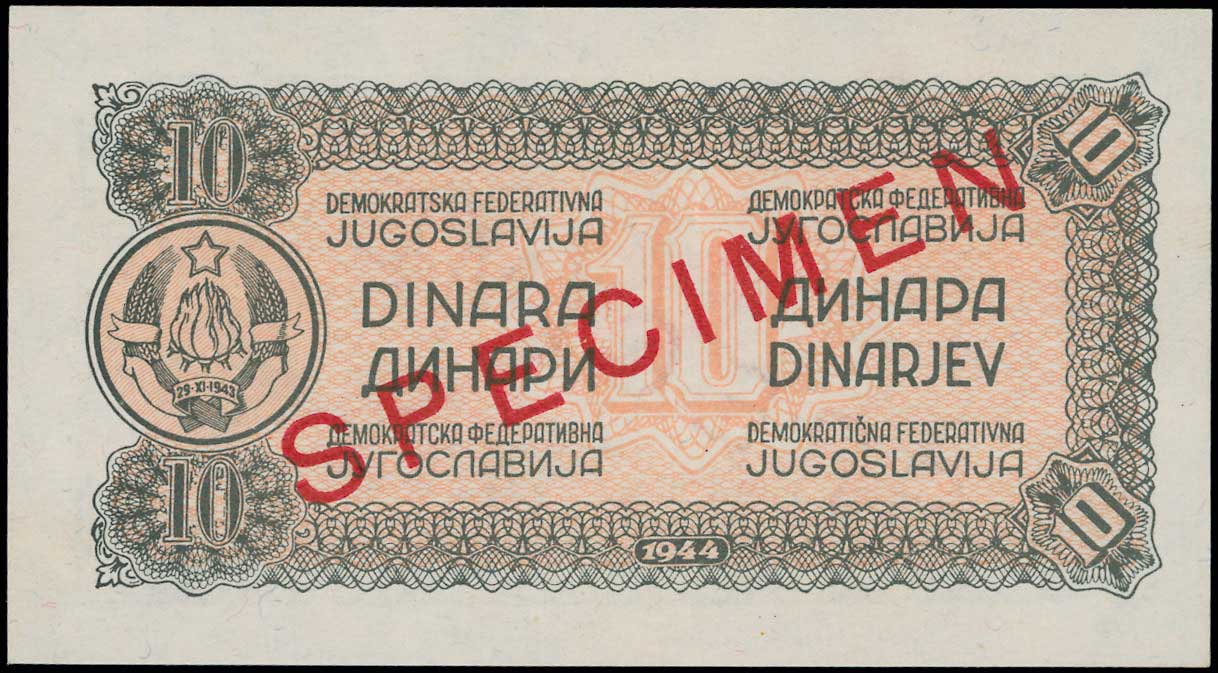 10
10
DEMOKRATSKA FEDERATIVNA
JUGOSLAVIJA
ДЕМОКРАТСКА ФЕДЕРАТИВНА
ЈУГОСЛАВИЈА
10
DINARA
ДИНАРА
ДИНАРИ
DINARJEV
29·XI·1943
ДЕМОКРАТСКА ФЕДЕРАТИВНА
ЈУГОСЛАВИЈА
DEMOKRATIČNA FEDERATIVNA
JUGOSLAVIJA
10
10
1944
SPECIMEN